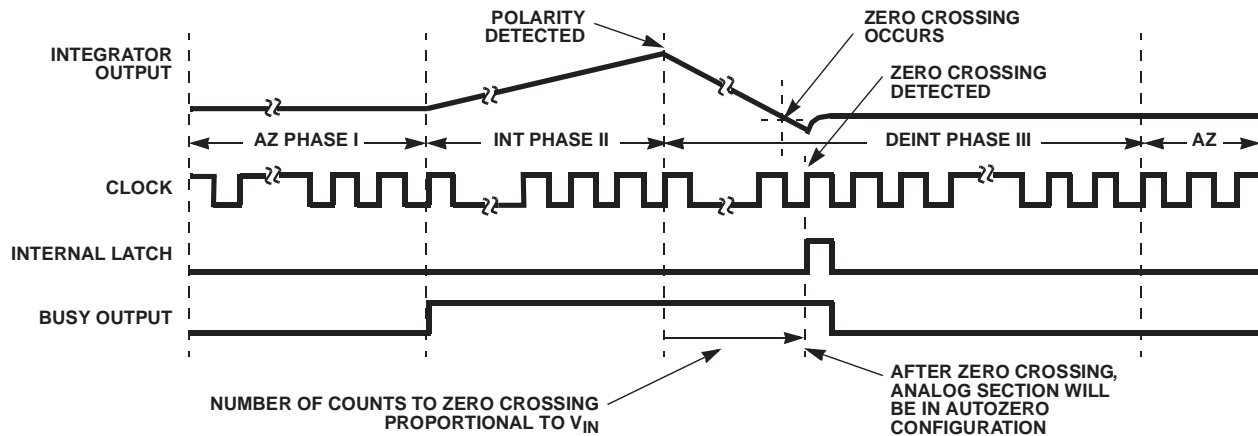 POLARITY
DETECTED
ZERO CROSSING
OCCURS
INTEGRATOR
OUTPUT
ZERO CROSSING
DETECTED
AZ PHASE I
INT PHASE II
DEINT PHASE III
AZ
CLOCK
INTERNAL LATCH
BUSY OUTPUT
NUMBER OF COUNTS TO ZERO CROSSING
PROPORTIONAL TO VIN
AFTER ZERO CROSSING,
ANALOG SECTION WILL
BE IN AUTOZERO
CONFIGURATION